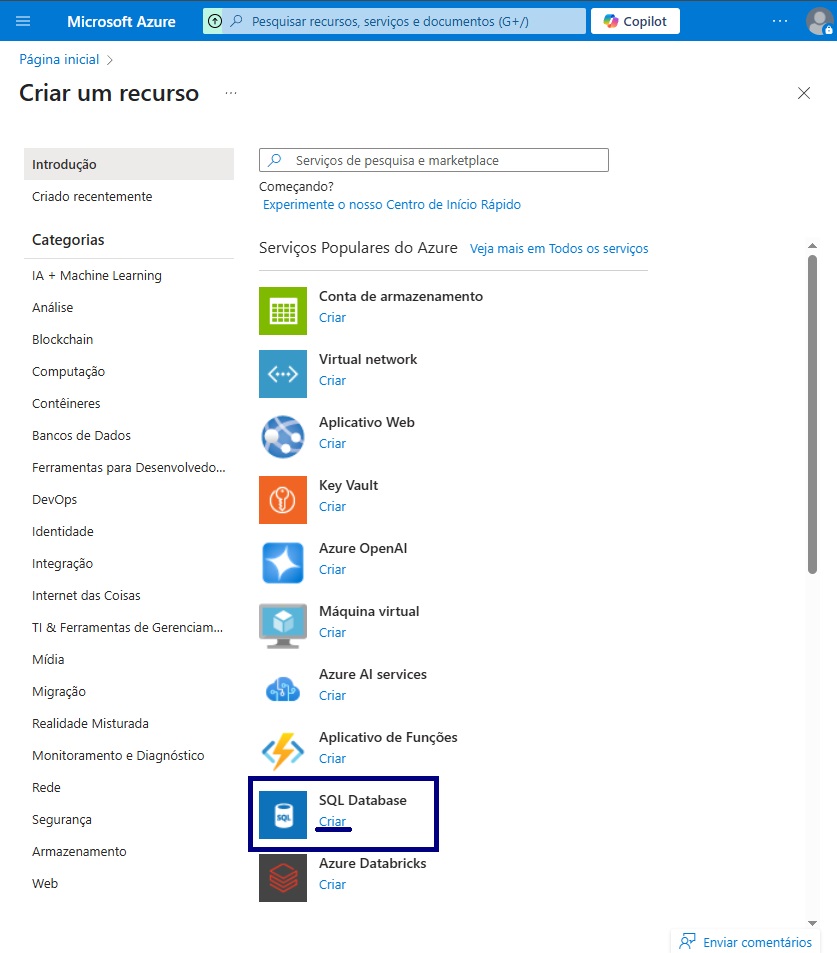 Microsoft Azure
Pesquisar recursos, serviços e documentos (G+/)
Copilot
Página inicial
Criar um recurso
Introdução
Criado recentemente
Categorias
IA + Machine Learning
Análise
Blockchain
Computação
Contêineres
Bancos de Dados
Ferramentas para Desenvolvedo...
DevOps
Identidade
Integração
Internet das Coisas
TI & Ferramentas de Gerenciam...
Mídia
Migração
Realidade Misturada
Monitoramento e Diagnóstico
Rede
Segurança
Armazenamento
Web
Serviços de pesquisa e marketplace
Começando?
Experimente o nosso Centro de Início Rápido
Serviços Populares do Azure Veja mais em Todos os serviços
Conta de armazenamento
Criar
Virtual network
Criar
Aplicativo Web
Criar
Key Vault
Criar
Azure OpenAI
Criar
Máquina virtual
Criar
Azure AI services
Criar
Aplicativo de Funções
Criar
SQL
SQL Database
Criar
Azure Databricks
Criar
Enviar comentários